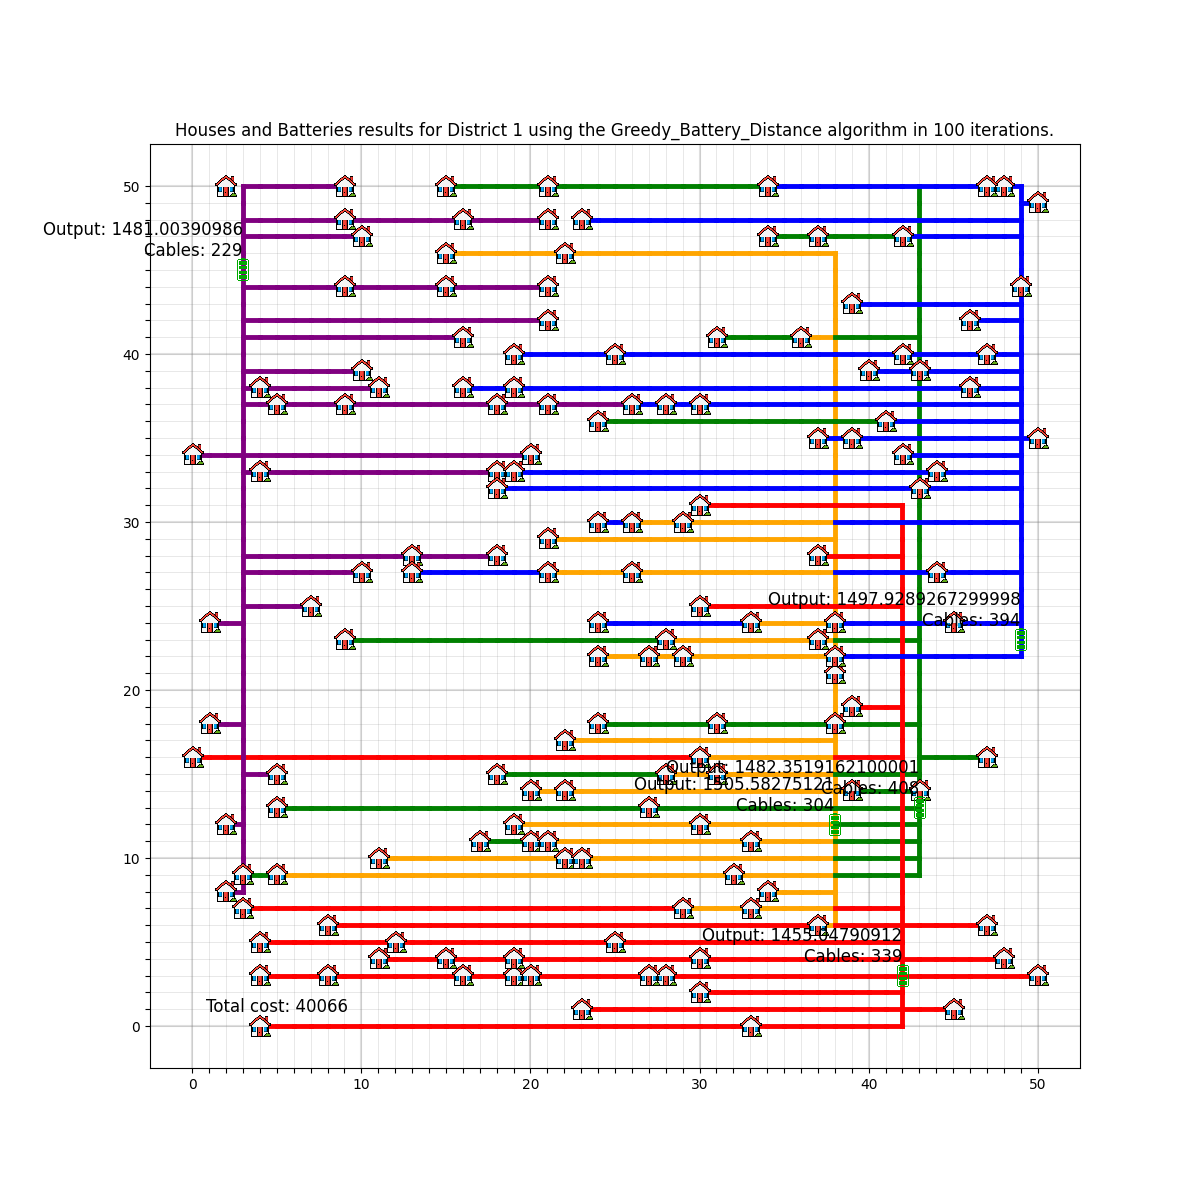 Houses and Batteries results for District 1 using the Greedy_Battery_Distance algorithm in 100 iterations.
50
Output: 1481.00390986
Cables: 229
40
30
Output: 1497.9289267299998
Cables: 394
20
Output: 1482.3519162100001
Cables: 408
Output: 1505.58275121
Cables: 304
10
Output: 1455.04790912
Cables: 339
Total cost: 40066
0
0 10 20 30 40 50